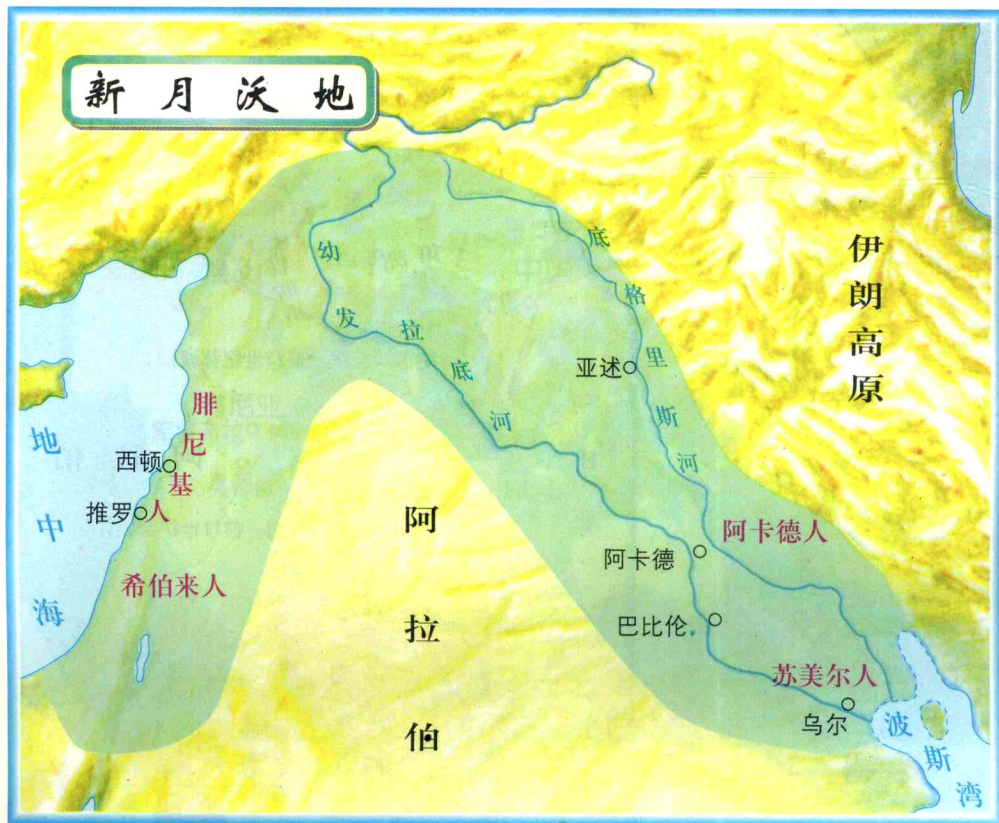 新月沃地
幼发拉底河
底格里斯河
伊朗高原
亚述
腓尼基人
西顿
推罗
地中海
希伯来人
阿拉伯
阿卡德人
阿卡德
巴比伦
苏美尔人
乌尔
波斯湾